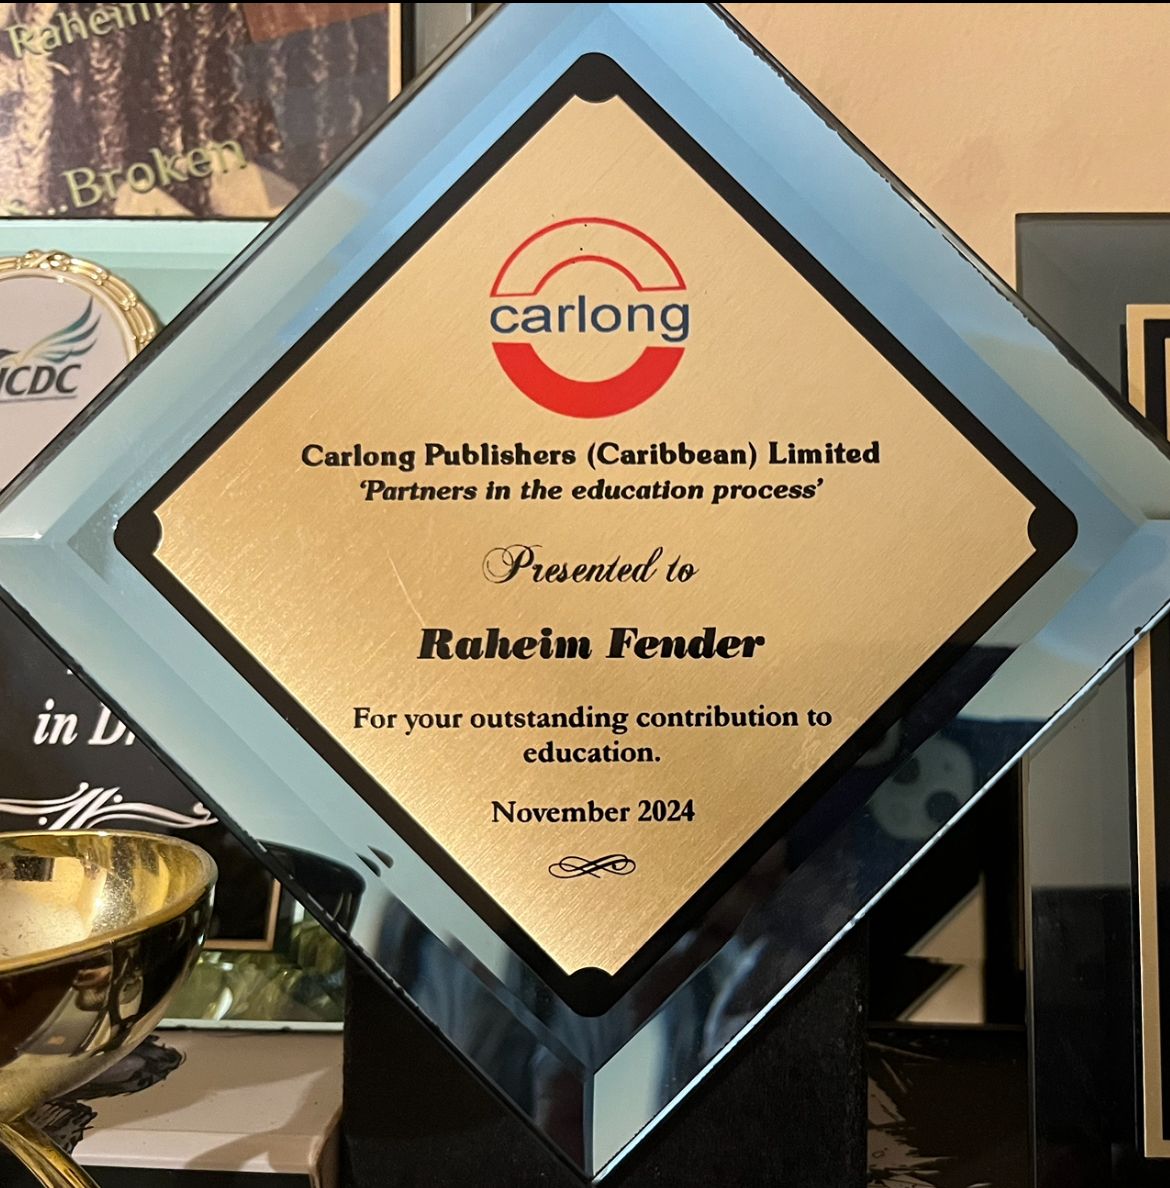 Raheim
...Broken
carlong
Carlong Publishers (Caribbean) Limited
‘Partners in the education process’
Presented to
Raheim Fender
For your outstanding contribution to
education.
November 2024
in